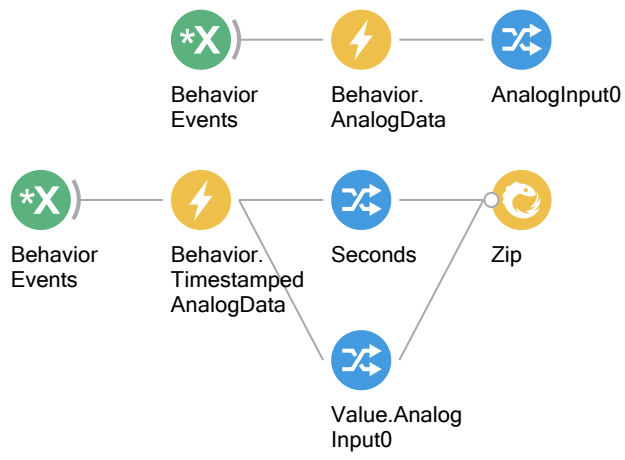 *X
Behavior
Events
Behavior.
AnalogData
AnalogInput0
*X
Behavior
Events
Behavior.
Timestamped
AnalogData
Seconds
Zip
Value.Analog
Input0